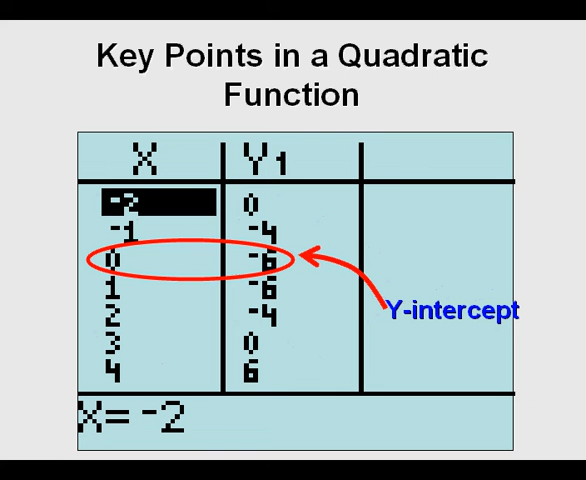 Key Points in a Quadratic
Function
X Y1
-2 0
-1 -4
0 -6
1 -6
2 -4
3 0
4 6
Y-intercept
X= -2